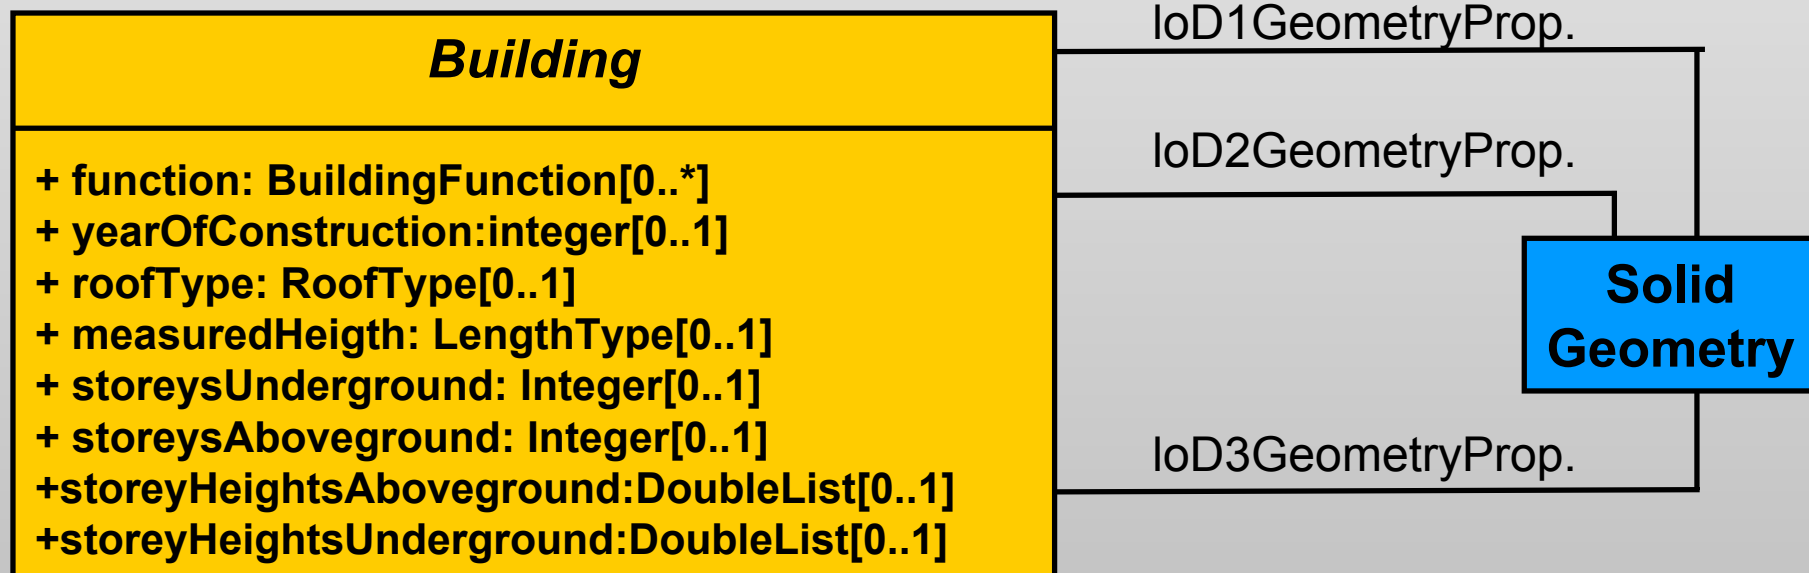 Building
+ function: BuildingFunction[0..*]
+ yearOfConstruction:integer[0..1]
+ roofType: RoofType[0..1]
+ measuredHeigth: LengthType[0..1]
+ storeysUnderground: Integer[0..1]
+ storeysAboveground: Integer[0..1]
+storeyHeightsAboveground:DoubleList[0..1]
+storeyHeightsUnderground:DoubleList[0..1]
loD1GeometryProp.
loD2GeometryProp.
Solid
Geometry
loD3GeometryProp.